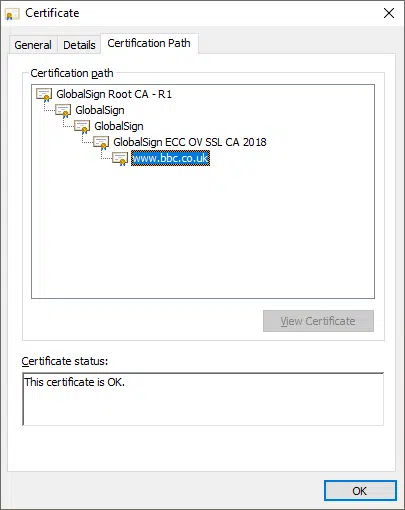 Certificate
General Details Certification Path
Certification path
GlobalSign Root CA - R1
GlobalSign
GlobalSign
GlobalSign ECC OV SSL CA 2018
www.bbc.co.uk
View Certificate
Certificate status:
This certificate is OK.
OK